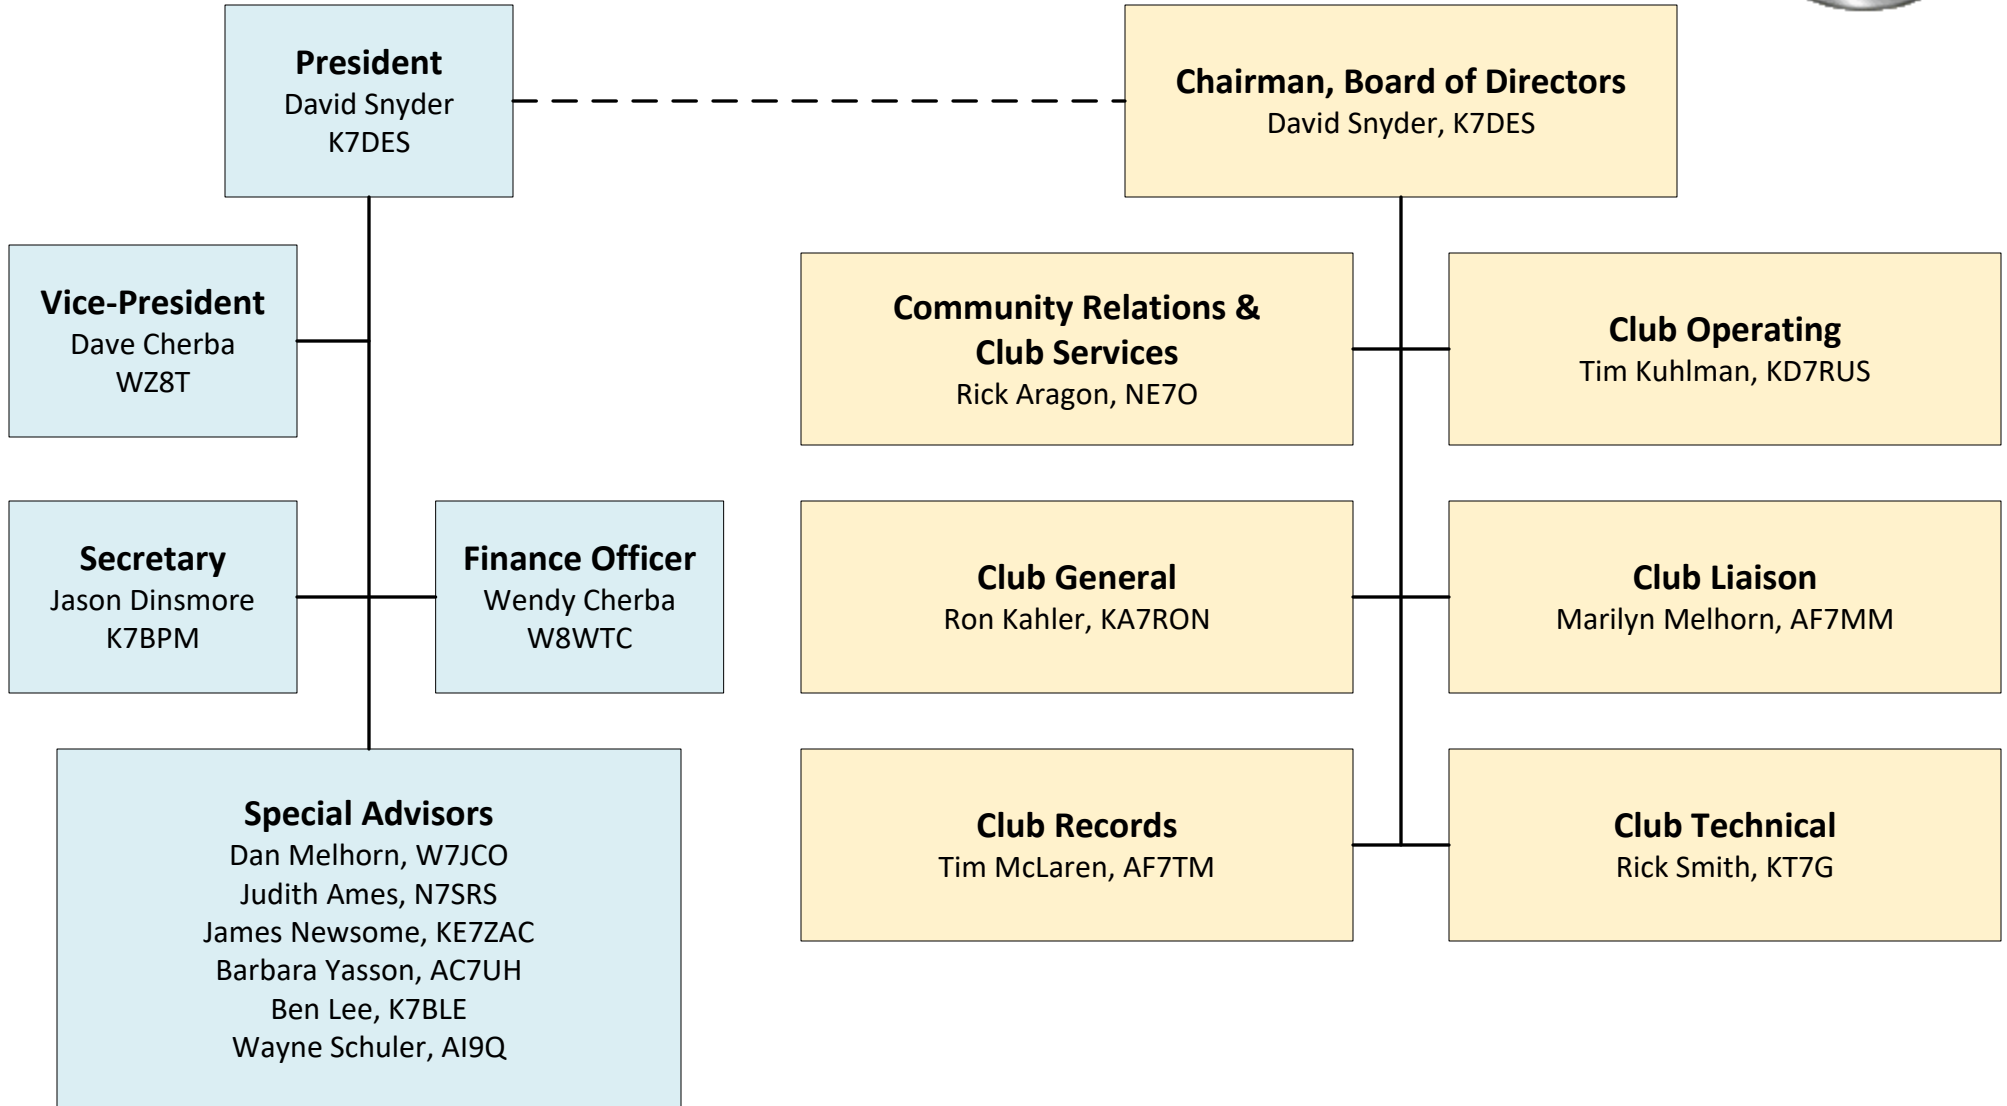 President
David Snyder
K7DES
Chairman, Board of Directors
David Snyder, K7DES
Vice-President
Dave Cherba
WZ8T
Community Relations &
Club Services
Rick Aragon, NE7O
Club Operating
Tim Kuhlman, KD7RUS
Secretary
Jason Dinsmore
K7BPM
Finance Officer
Wendy Cherba
W8WTC
Club General
Ron Kahler, KA7RON
Club Liaison
Marilyn Melhorn, AF7MM
Special Advisors
Dan Melhorn, W7JCO
Judith Ames, N7SRS
James Newsome, KE7ZAC
Barbara Yasson, AC7UH
Ben Lee, K7BLE
Wayne Schuler, AI9Q
Club Records
Tim McLaren, AF7TM
Club Technical
Rick Smith, KT7G